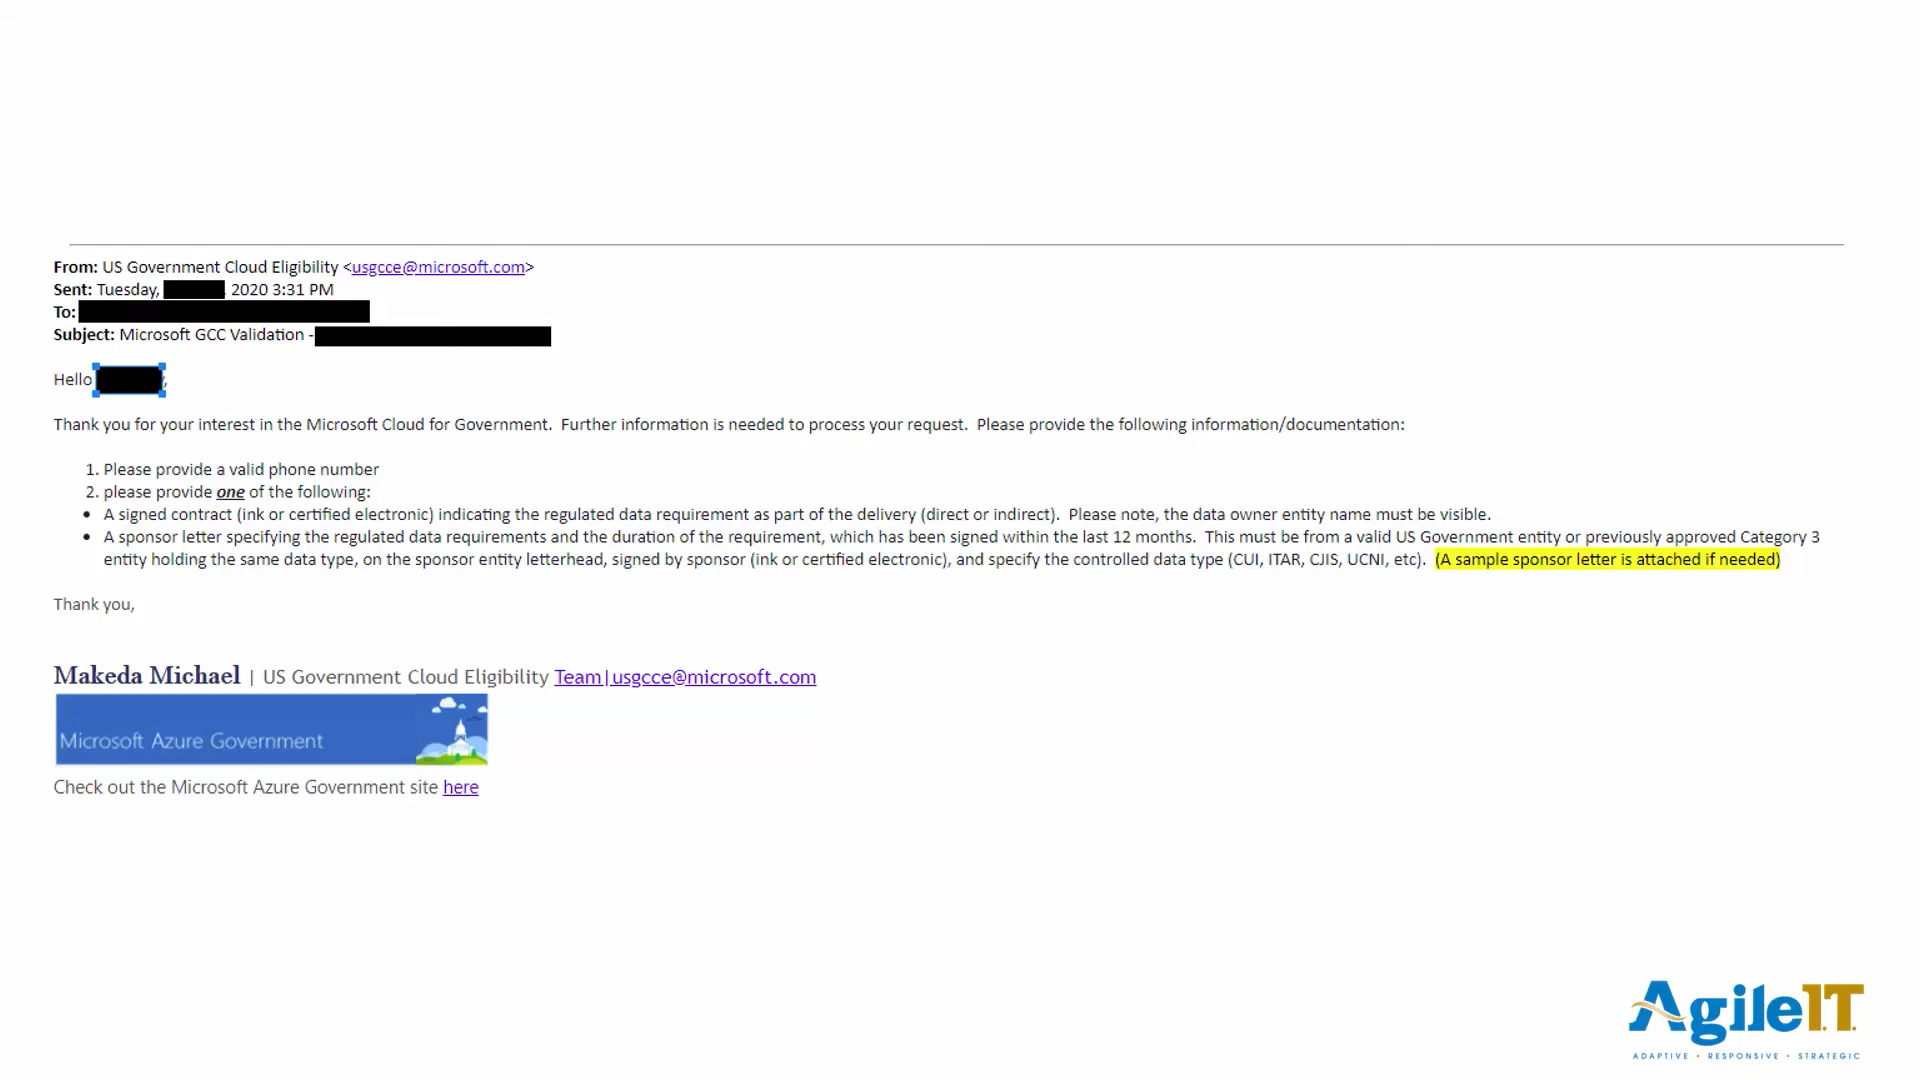 From: US Government Cloud Eligibility <usgcce@microsoft.com>
Sent: Tuesday, 2020 3:31 PM
To:
Subject: Microsoft GCC Validation -
Hello ,
Thank you for your interest in the Microsoft Cloud for Government.  Further information is needed to process your request.  Please provide the following information/documentation:
1. Please provide a valid phone number
2. please provide one of the following:
• A signed contract (ink or certified electronic) indicating the regulated data requirement as part of the delivery (direct or indirect).  Please note, the data owner entity name must be visible.
• A sponsor letter specifying the regulated data requirements and the duration of the requirement, which has been signed within the last 12 months.  This must be from a valid US Government entity or previously approved Category 3
entity holding the same data type, on the sponsor entity letterhead, signed by sponsor (ink or certified electronic), and specify the controlled data type (CUI, ITAR, CJIS, UCNI, etc).  (A sample sponsor letter is attached if needed)
Thank you,
Makeda Michael | US Government Cloud Eligibility Team|usgcce@microsoft.com
Microsoft Azure Government
Check out the Microsoft Azure Government site here
AgileIT
ADAPTIVE • RESPONSIVE • STRATEGIC